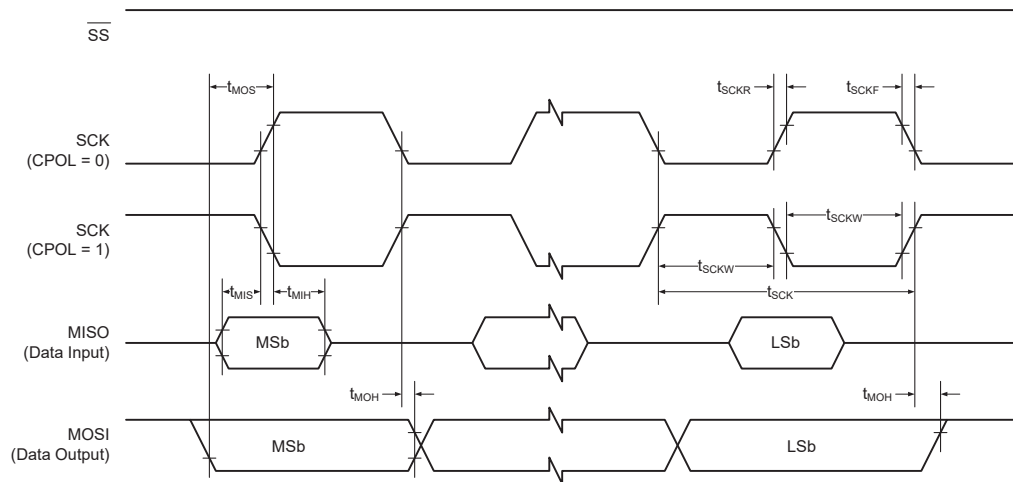 SS
tMOS
tSCKR
tSCKF
SCK
(CPOL = 0)
SCK
(CPOL = 1)
tSCKW
tSCKW
tSCK
tMIS
tMIH
MISO
(Data Input)
MSb
LSb
tMOH
tMOH
MOSI
(Data Output)
MSb
LSb